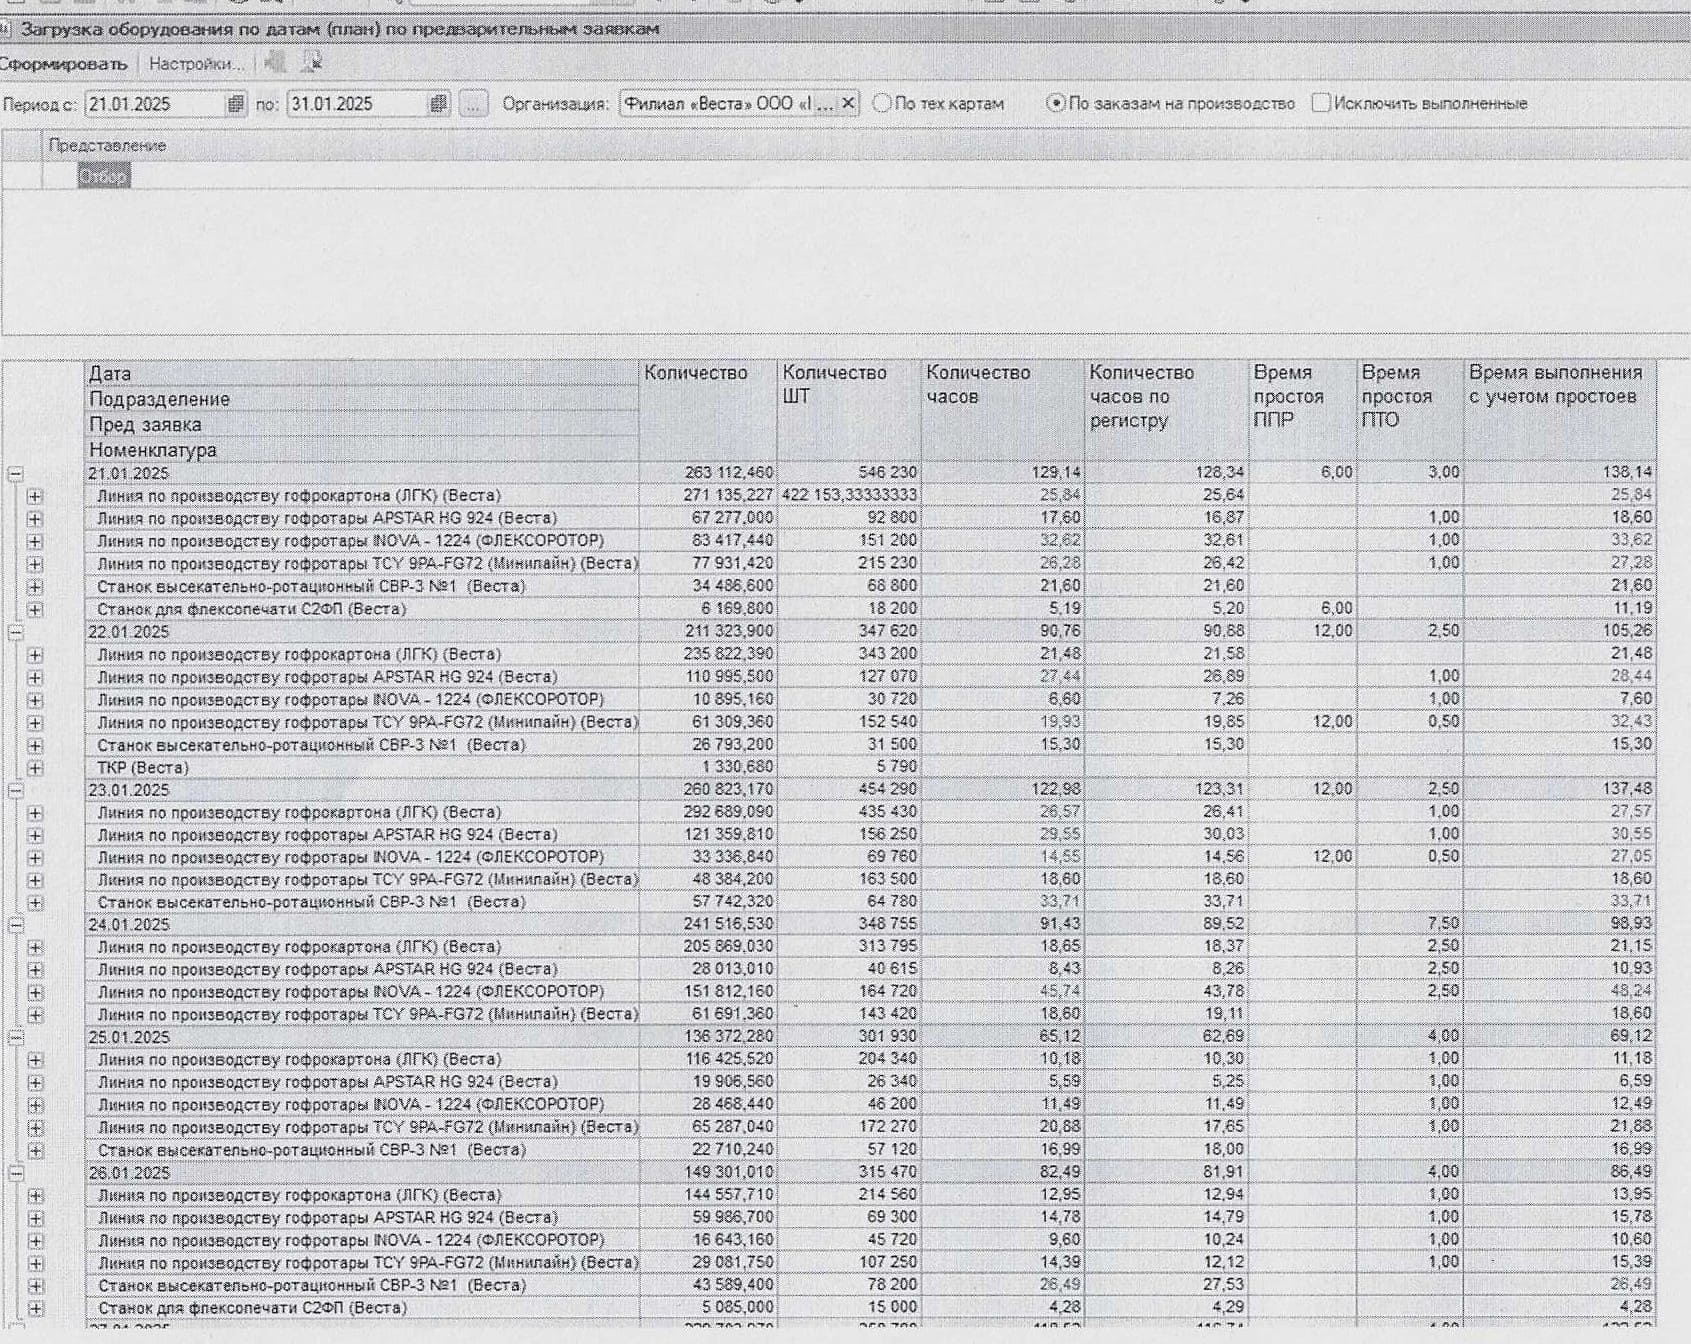 Загрузка оборудования по датам (план) по предварительным заявкам
Сформировать Настройки...
Период с: 21.01.2025 по: 31.01.2025 ... Организация: Филиал «Веста» ООО «I ... × По тех картам По заказам на производство Исключить выполненные
Представление
Отбор
Дата Количество Количество ШТ Количество часов Количество часов по регистру Время простоя ППР Время простоя ПТО Время выполнения с учетом простоев
Подразделение
Пред заявка
Номенклатура
21.01.2025 263 112,460 546 230 129,14 128,34 6,00 3,00 138,14
Линия по производству гофрокартона (ЛГК) (Веста) 271 135,227 422 153,33333333 25,84 25,64 25,84
Линия по производству гофротары APSTAR HG 924 (Веста) 67 277,000 92 800 17,60 16,87 1,00 18,60
Линия по производству гофротары INOVA - 1224 (ФЛЕКСОРОТОР) 83 417,440 151 200 32,62 32,61 1,00 33,62
Линия по производству гофротары TCY 9PA-FG72 (Минилайн) (Веста) 77 931,420 215 230 26,28 26,42 1,00 27,28
Станок высекательно-ротационный СВР-3 №1 (Веста) 34 486,600 68 800 21,60 21,60 21,60
Станок для флексопечати С2ФП (Веста) 6 169,800 18 200 5,19 5,20 6,00 11,19
22.01.2025 211 323,900 347 620 90,76 90,88 12,00 2,50 105,26
Линия по производству гофрокартона (ЛГК) (Веста) 235 822,390 343 200 21,48 21,58 21,48
Линия по производству гофротары APSTAR HG 924 (Веста) 110 995,500 127 070 27,44 26,89 1,00 28,44
Линия по производству гофротары INOVA - 1224 (ФЛЕКСОРОТОР) 10 895,160 30 720 6,60 7,26 1,00 7,60
Линия по производству гофротары TCY 9PA-FG72 (Минилайн) (Веста) 61 309,360 152 540 19,93 19,85 12,00 0,50 32,43
Станок высекательно-ротационный СВР-3 №1 (Веста) 26 793,200 31 500 15,30 15,30 15,30
ТКР (Веста) 1 330,680 5 790
23.01.2025 260 823,170 454 290 122,98 123,31 12,00 2,50 137,48
Линия по производству гофрокартона (ЛГК) (Веста) 292 689,090 435 430 26,57 26,41 1,00 27,57
Линия по производству гофротары APSTAR HG 924 (Веста) 121 359,810 156 250 29,55 30,03 1,00 30,55
Линия по производству гофротары INOVA - 1224 (ФЛЕКСОРОТОР) 33 336,840 69 760 14,55 14,56 12,00 0,50 27,05
Линия по производству гофротары TCY 9PA-FG72 (Минилайн) (Веста) 48 384,200 163 500 18,60 18,60 18,60
Станок высекательно-ротационный СВР-3 №1 (Веста) 57 742,320 64 780 33,71 33,71 33,71
24.01.2025 241 516,530 348 755 91,43 89,52 7,50 98,93
Линия по производству гофрокартона (ЛГК) (Веста) 205 869,030 313 795 18,65 18,37 2,50 21,15
Линия по производству гофротары APSTAR HG 924 (Веста) 28 013,010 40 615 8,43 8,26 2,50 10,93
Линия по производству гофротары INOVA - 1224 (ФЛЕКСОРОТОР) 151 812,160 164 720 45,74 43,78 2,50 48,24
Линия по производству гофротары TCY 9PA-FG72 (Минилайн) (Веста) 61 691,360 143 420 18,60 19,11 18,60
25.01.2025 136 372,280 301 930 65,12 62,69 4,00 69,12
Линия по производству гофрокартона (ЛГК) (Веста) 116 425,520 204 340 10,18 10,30 1,00 11,18
Линия по производству гофротары APSTAR HG 924 (Веста) 19 906,560 26 340 5,59 5,25 1,00 6,59
Линия по производству гофротары INOVA - 1224 (ФЛЕКСОРОТОР) 28 468,440 46 200 11,49 11,49 1,00 12,49
Линия по производству гофротары TCY 9PA-FG72 (Минилайн) (Веста) 65 287,040 172 270 20,88 17,65 1,00 21,88
Станок высекательно-ротационный СВР-3 №1 (Веста) 22 710,240 57 120 16,99 18,00 16,99
26.01.2025 149 301,010 315 470 82,49 81,91 4,00 86,49
Линия по производству гофрокартона (ЛГК) (Веста) 144 557,710 214 560 12,95 12,94 1,00 13,95
Линия по производству гофротары APSTAR HG 924 (Веста) 59 986,700 69 300 14,78 14,79 1,00 15,78
Линия по производству гофротары INOVA - 1224 (ФЛЕКСОРОТОР) 16 643,160 45 720 9,60 10,24 1,00 10,60
Линия по производству гофротары TCY 9PA-FG72 (Минилайн) (Веста) 29 081,750 107 250 14,39 12,12 1,00 15,39
Станок высекательно-ротационный СВР-3 №1 (Веста) 43 589,400 78 200 26,49 27,53 26,49
Станок для флексопечати С2ФП (Веста) 5 085,000 15 000 4,28 4,29 4,28